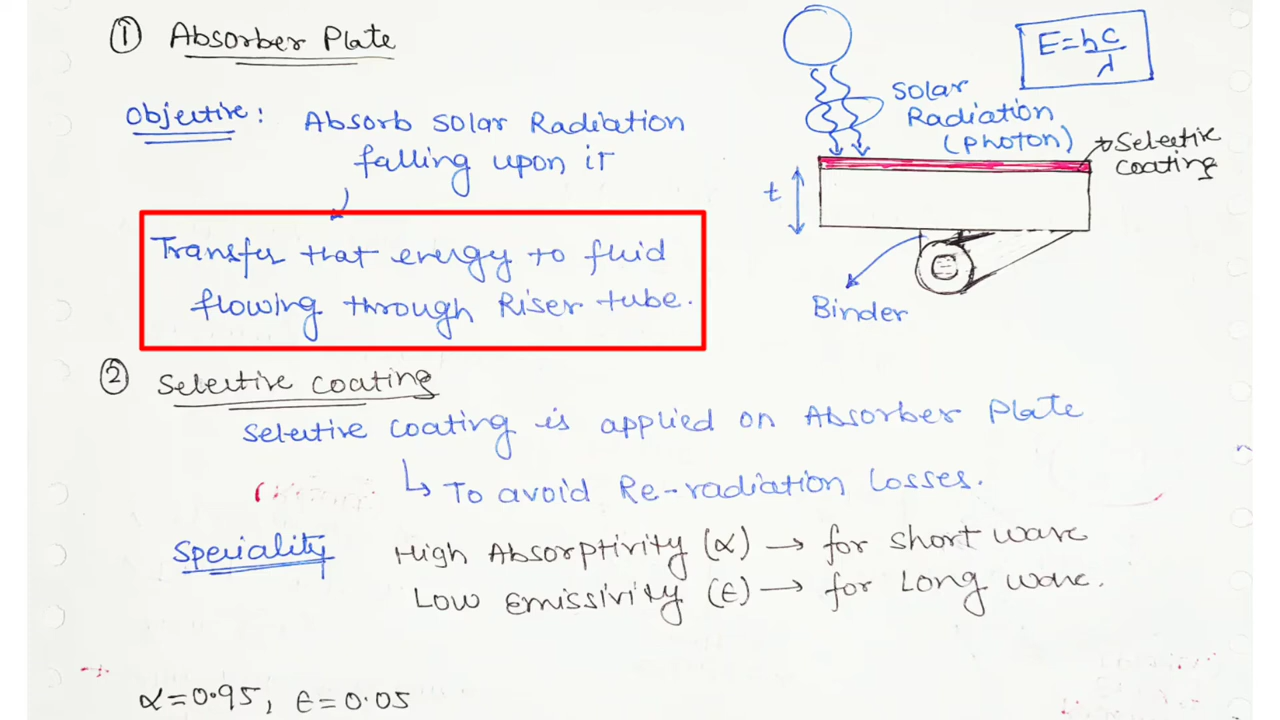 ① Absorber Plate
Objective: Absorb Solar Radiation
falling upon it
Transfer that energy to fluid
flowing through Riser tube.
E=hc/λ
Solar
Radiation
(Photon)
Selective
coating
t
Binder
② Selective coating
Selective coating is applied on Absorber Plate
To avoid Re-radiation Losses.
Speciality High Absorptivity (α) → for short wave
Low Emissivity (ϵ) → for Long wave.
α=0.95, ϵ=0.05